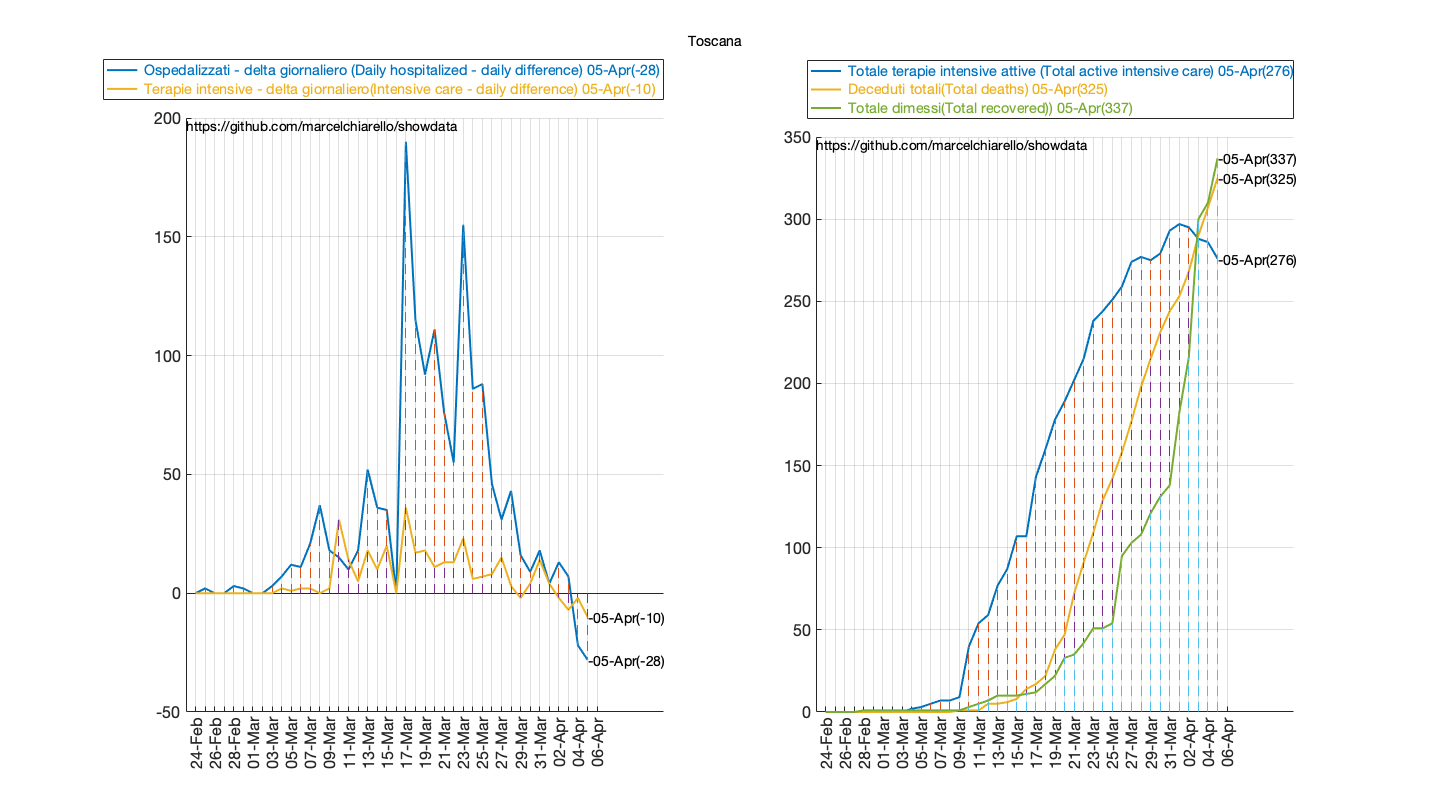 Toscana
Ospedalizzati - delta giornaliero (Daily hospitalized - daily difference) 05-Apr(-28)
Terapie intensive - delta giornaliero(Intensive care - daily difference) 05-Apr(-10)
https://github.com/marcelchiarello/showdata
200
150
100
50
0
-50
-05-Apr(-10)
-05-Apr(-28)
24-Feb
26-Feb
28-Feb
01-Mar
03-Mar
05-Mar
07-Mar
09-Mar
11-Mar
13-Mar
15-Mar
17-Mar
19-Mar
21-Mar
23-Mar
25-Mar
27-Mar
29-Mar
31-Mar
02-Apr
04-Apr
06-Apr
Totale terapie intensive attive (Total active intensive care) 05-Apr(276)
Deceduti totali(Total deaths) 05-Apr(325)
Totale dimessi(Total recovered)) 05-Apr(337)
https://github.com/marcelchiarello/showdata
350
300
250
200
150
100
50
0
-05-Apr(337)
-05-Apr(325)
-05-Apr(276)
24-Feb
26-Feb
28-Feb
01-Mar
03-Mar
05-Mar
07-Mar
09-Mar
11-Mar
13-Mar
15-Mar
17-Mar
19-Mar
21-Mar
23-Mar
25-Mar
27-Mar
29-Mar
31-Mar
02-Apr
04-Apr
06-Apr